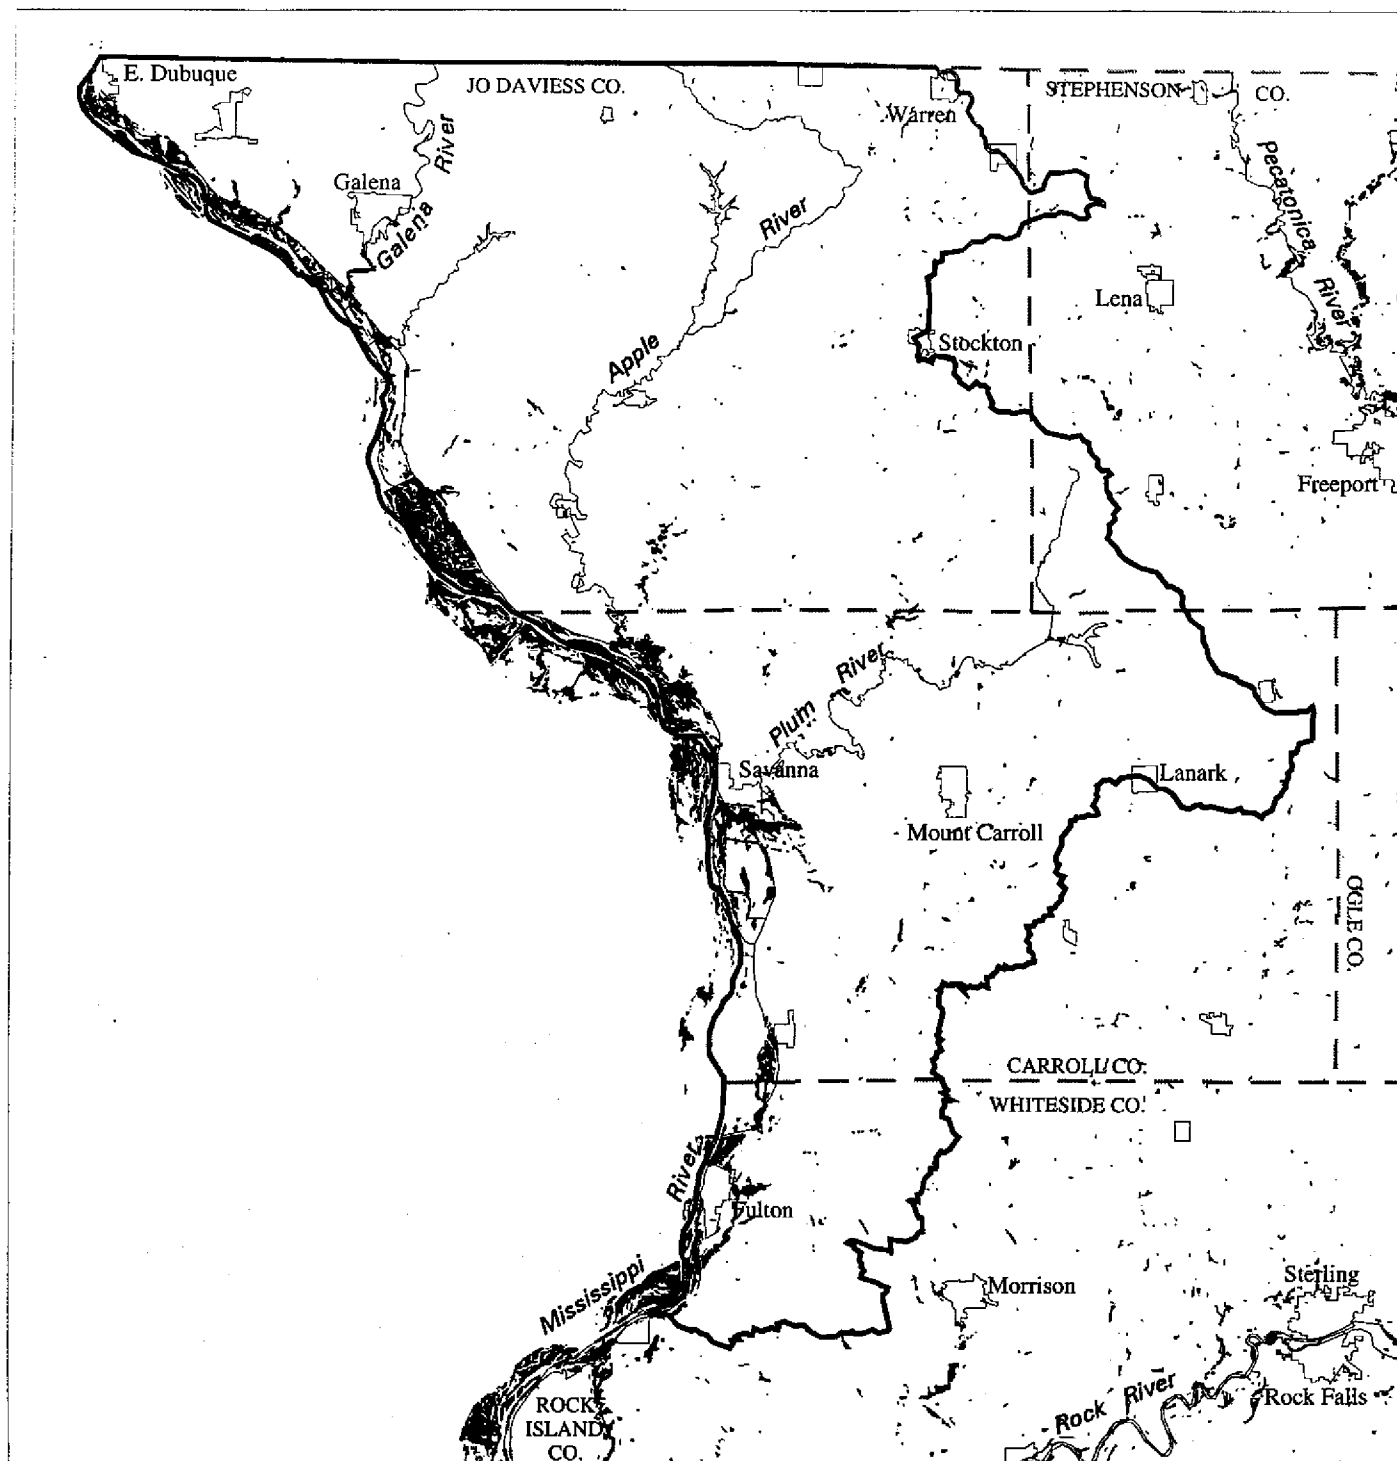 E. Dubuque
JO DAVIESS CO.
STEPHENSON CO.
Warren
River
Galena
Galena
River
Pecatonica
River
Lena
Stockton
Apple
Freeport
River
Plum
Savanna
Lanark
Mount Carroll
OGLE CO.
CARROLL CO.
WHITESIDE CO.
River
Fulton
Mississippi
Morrison
Sterling
Rock River
Rock Falls
ROCK
ISLAND
CO.